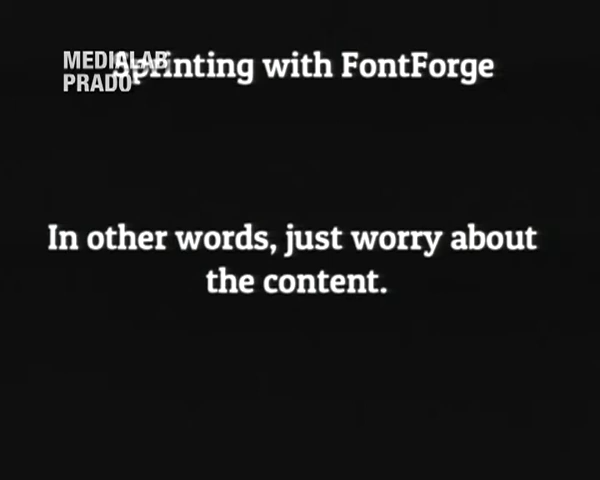 MEDIALAB
PRADO
Sprinting with FontForge
In other words, just worry about
the content.